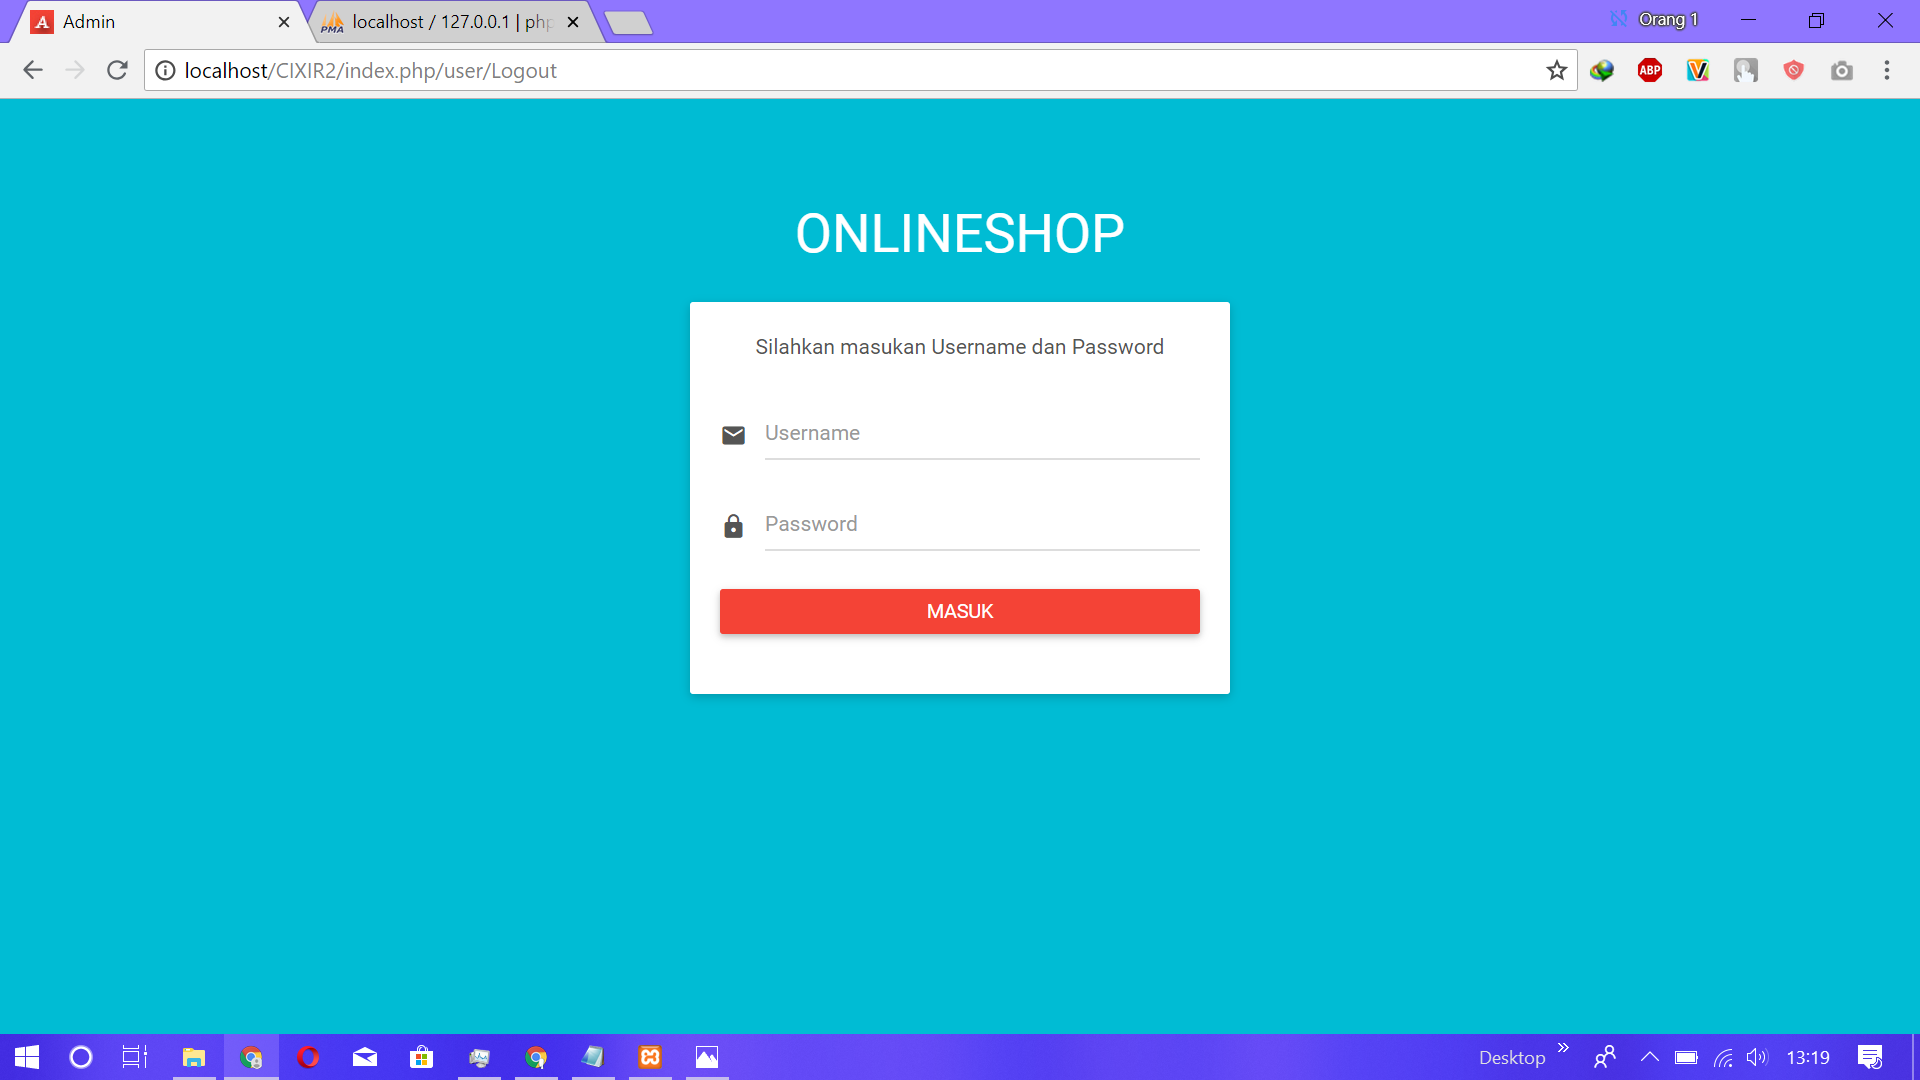 Admin
localhost / 127.0.0.1 | php
PMA
Orang 1
localhost/CIXIR2/index.php/user/Logout
ABP
ONLINESHOP
Silahkan masukan Username dan Password
Username
Password
MASUK
Desktop
13:19